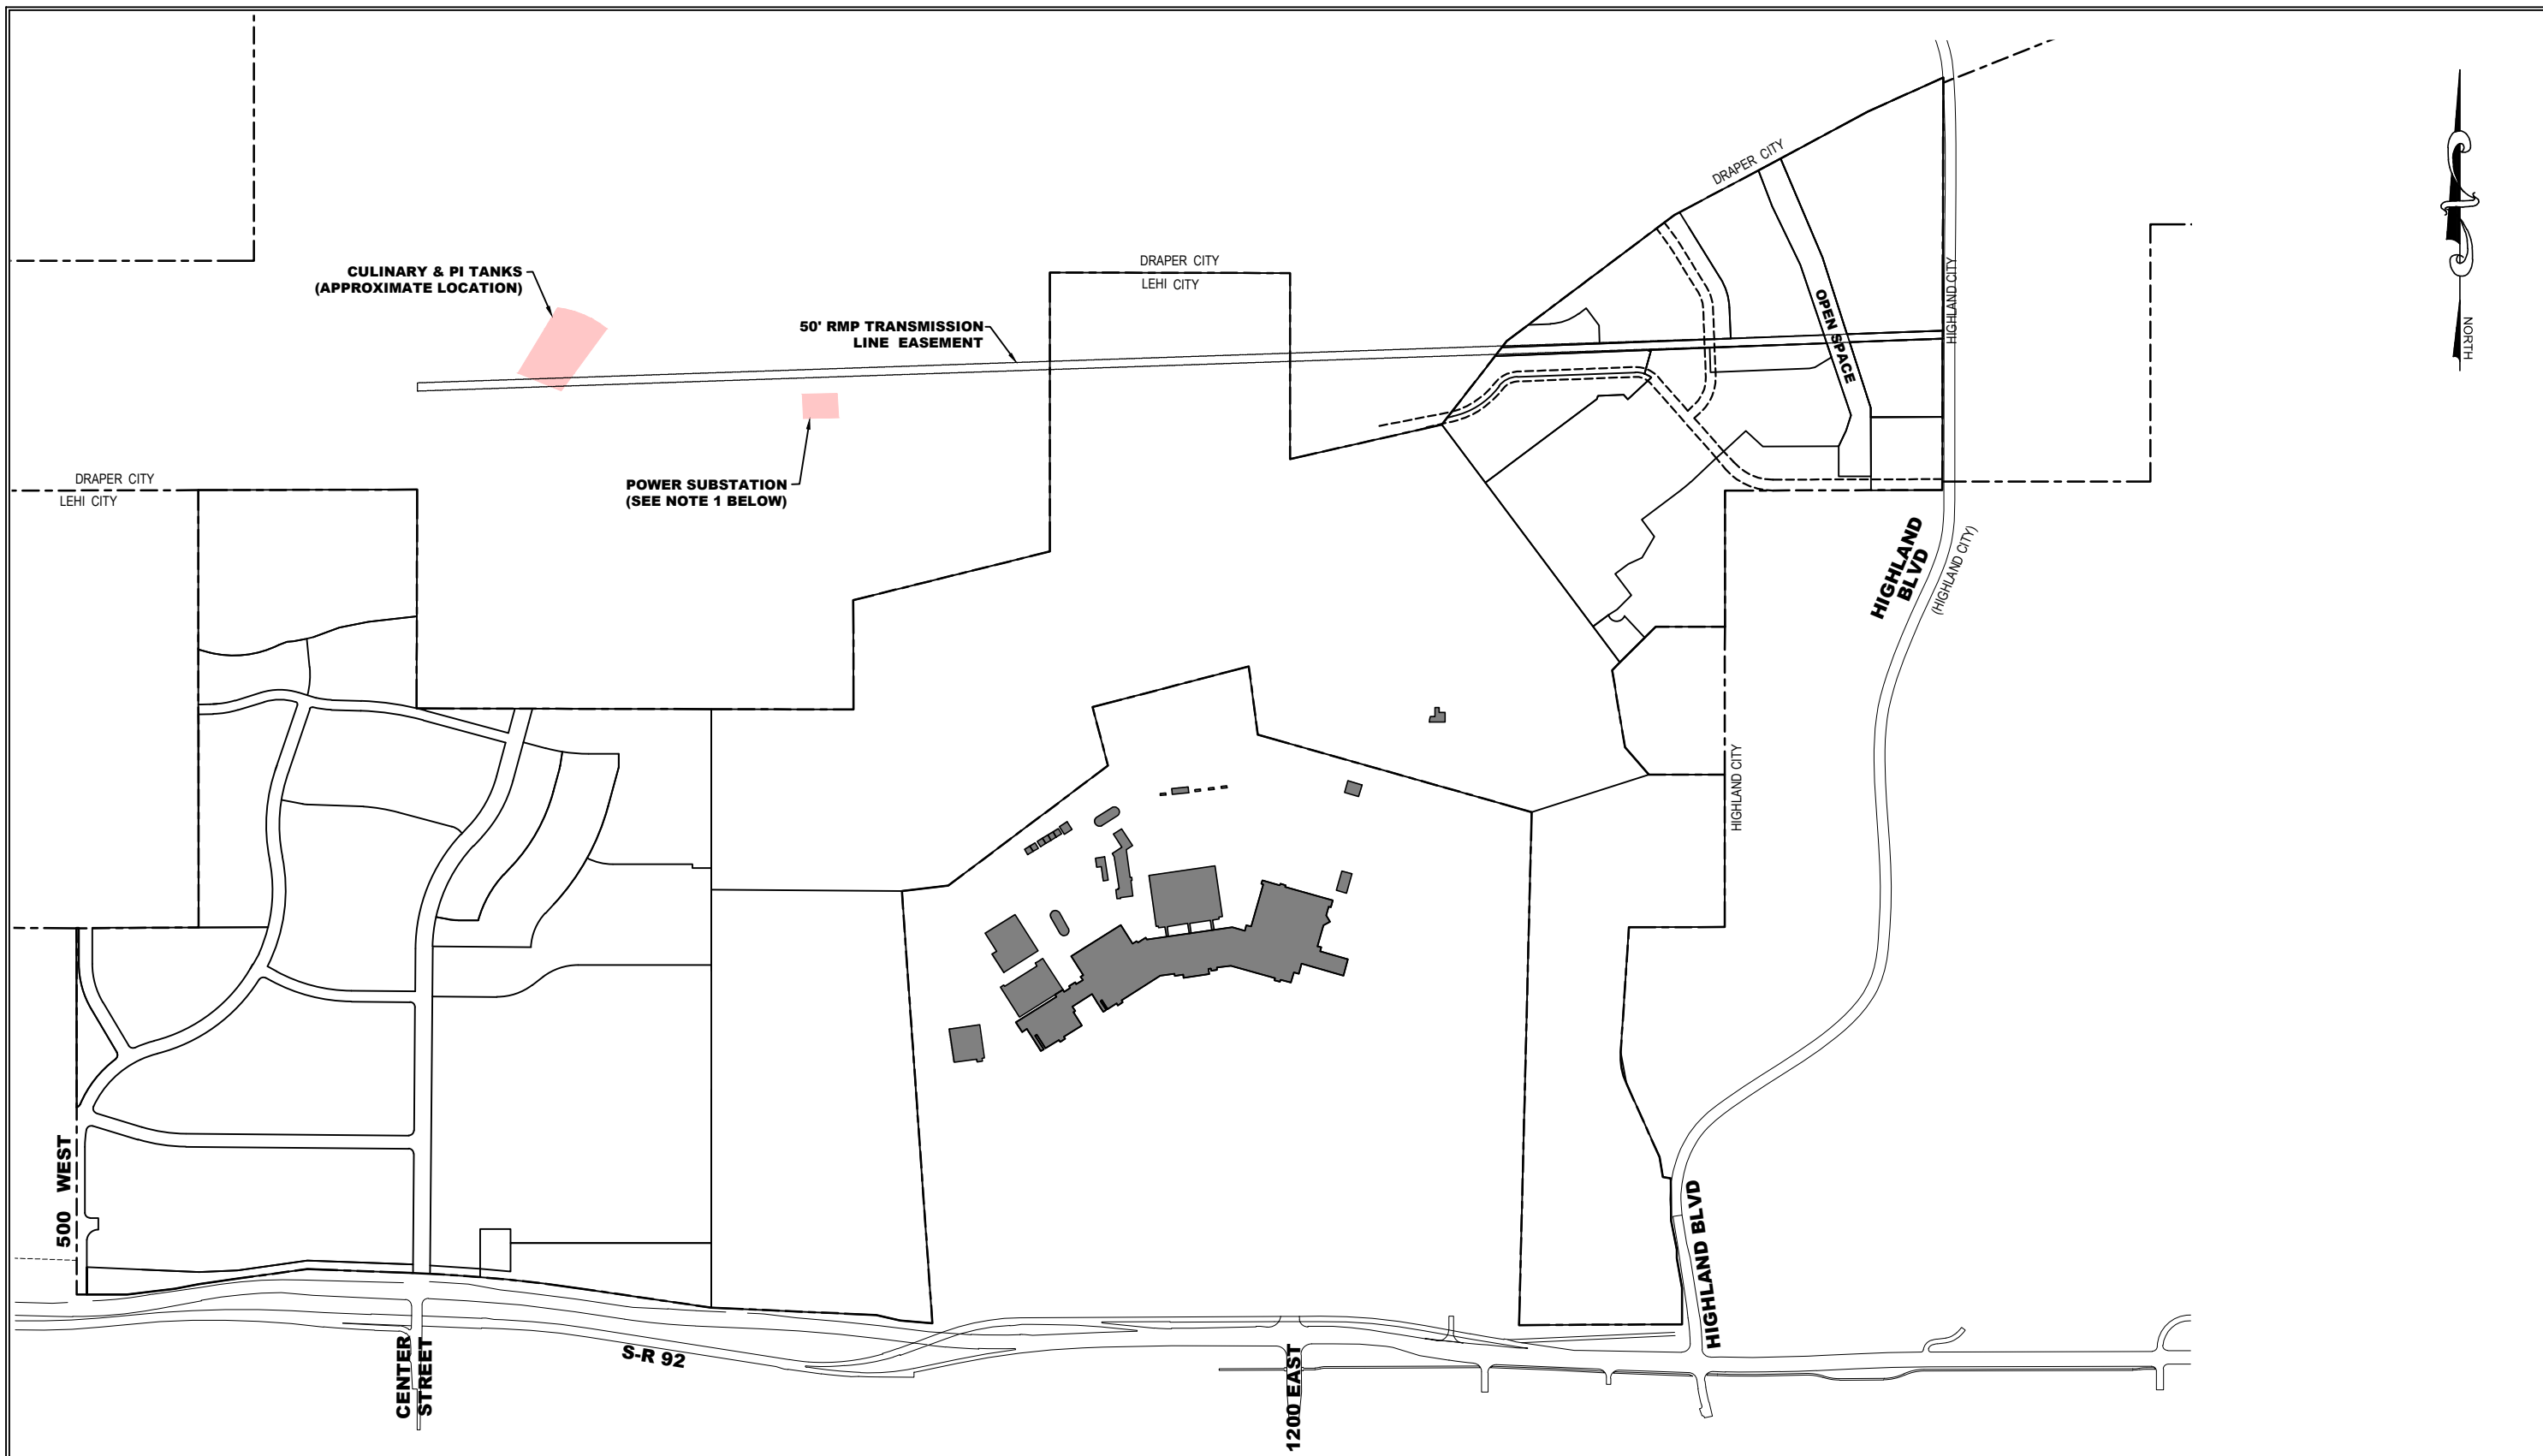 DRAPER CITY
CULINARY & PI TANKS
(APPROXIMATE LOCATION)
DRAPER CITY
LEHI CITY
50' RMP TRANSMISSION
LINE EASEMENT
OPEN SPACE
HIGHLAND CITY
NORTH
POWER SUBSTATION
(SEE NOTE 1 BELOW)
DRAPER CITY
LEHI CITY
HIGHLAND
BLVD
(HIGHLAND CITY)
HIGHLAND CITY
500 WEST
HIGHLAND BLVD
CENTER
STREET
S-R 92
1200 EAST